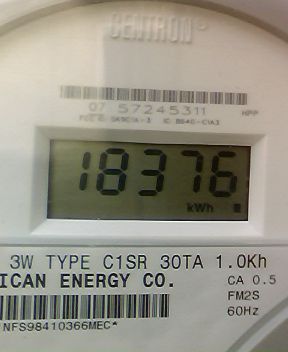 CENTRON®
07 57245311 HPP
18376
kWh
3W TYPE C1SR 30TA 1.0Kh
ICAN ENERGY CO. CA 0.5
FM2S
60Hz
NFS98410366MEC*